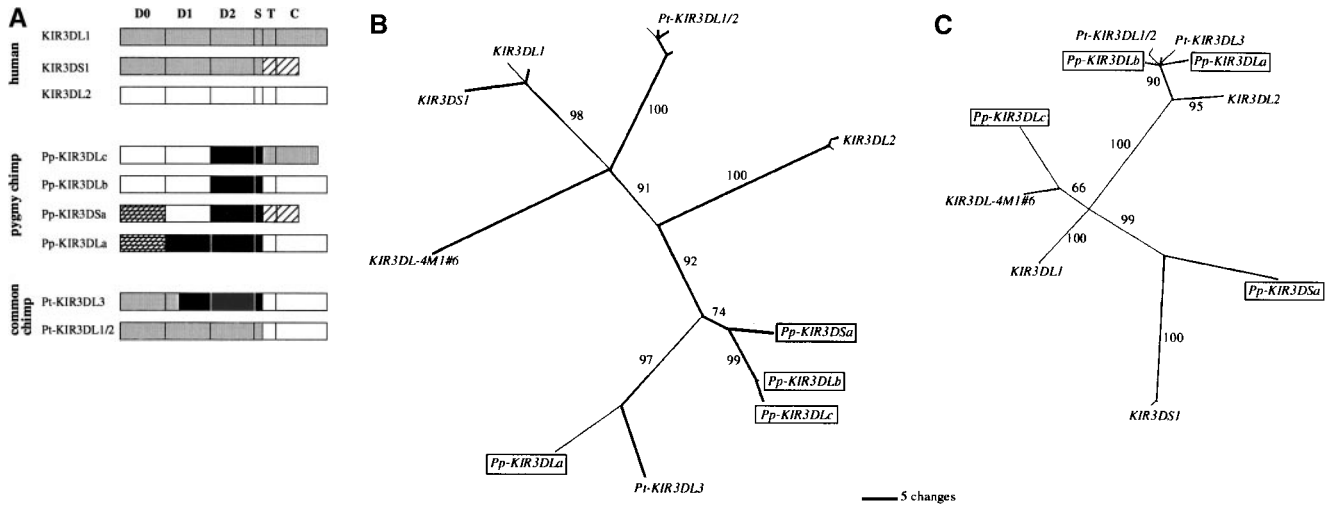 A
D0 D1 D2 S T C
human
KIR3DL1
KIR3DS1
KIR3DL2
pygmy chimp
Pp-KIR3DLc
Pp-KIR3DLb
Pp-KIR3DSa
Pp-KIR3DLa
common chimp
Pt-KIR3DL3
Pt-KIR3DL1/2
B
Pt-KIR3DL1/2
KIR3DL1
KIR3DS1
98
100
KIR3DL2
91
100
KIR3DL-4M1#6
92
74
Pp-KIR3DSa
97
99
Pp-KIR3DLb
Pp-KIR3DLc
Pp-KIR3DLa
Pt-KIR3DL3
5 changes
C
Pt-KIR3DL1/2
Pt-KIR3DL3
Pp-KIR3DLb
Pp-KIR3DLa
90
KIR3DL2
95
Pp-KIR3DLc
100
66
KIR3DL-4M1#6
99
100
KIR3DL1
Pp-KIR3DSa
100
KIR3DS1